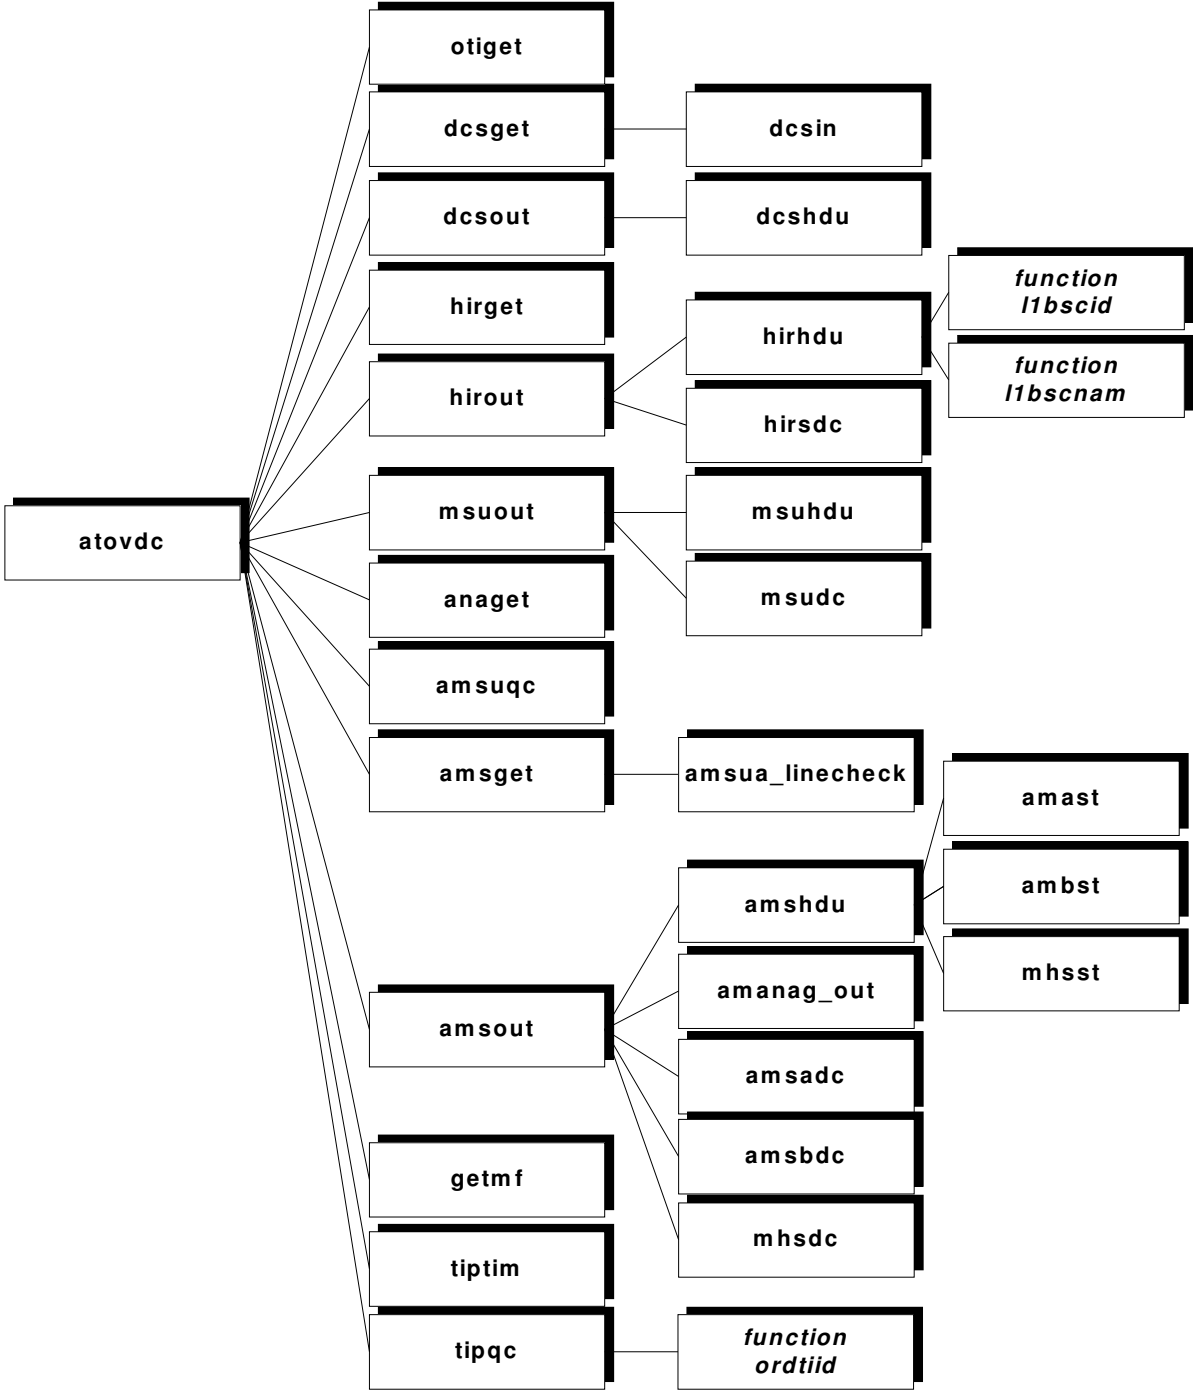 otiget
dcsget
dcsin
dcsout
dcshdu
function
l1bscid
hirget
hirhdu
function
l1bscnam
hirout
hirsdc
msuout
msuhdu
atovdc
anaget
msudc
amsuqc
amsget
amsua_linecheck
amast
amshdu
ambst
amanag_out
mhsst
amsout
amsadc
amsbdc
getmf
mhsdc
tiptim
tipqc
function
ordtiid